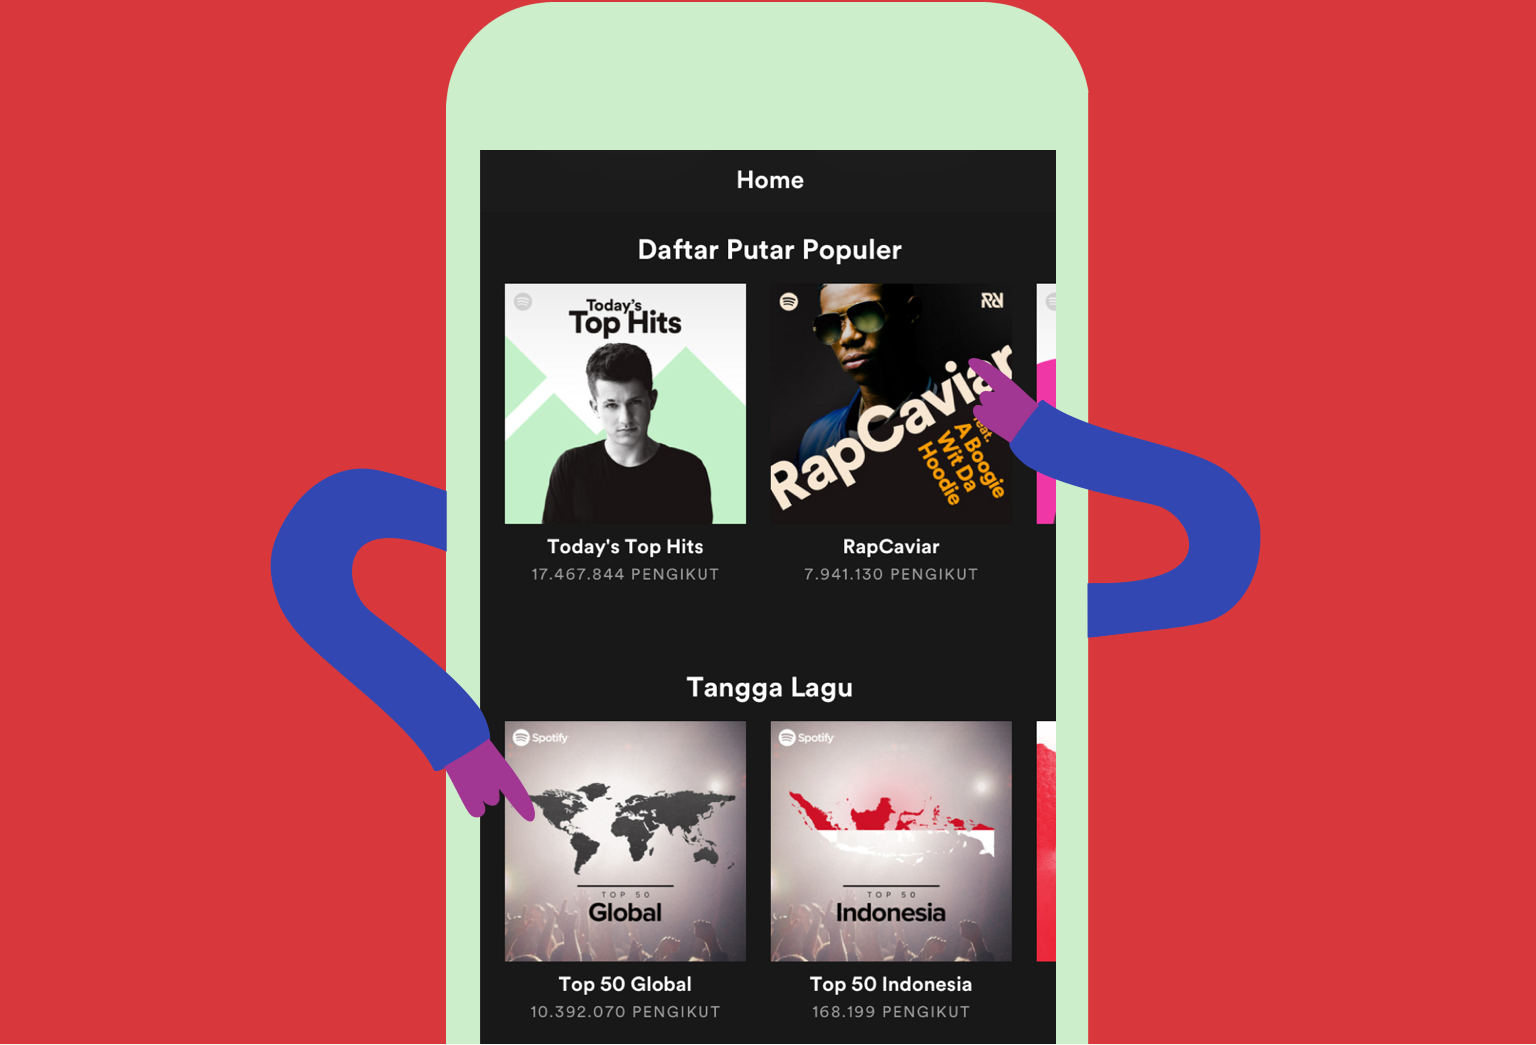 Home
Daftar Putar Populer
Today's
Top Hits
RapCaviar
feat.
A Boogie
Wit Da
Hoodie
Today's Top Hits
17.467.844 PENGIKUT
RapCaviar
7.941.130 PENGIKUT
Tangga Lagu
Spotify
TOP 50
Global
Spotify
TOP 50
Indonesia
Top 50 Global
10.392.070 PENGIKUT
Top 50 Indonesia
168.199 PENGIKUT